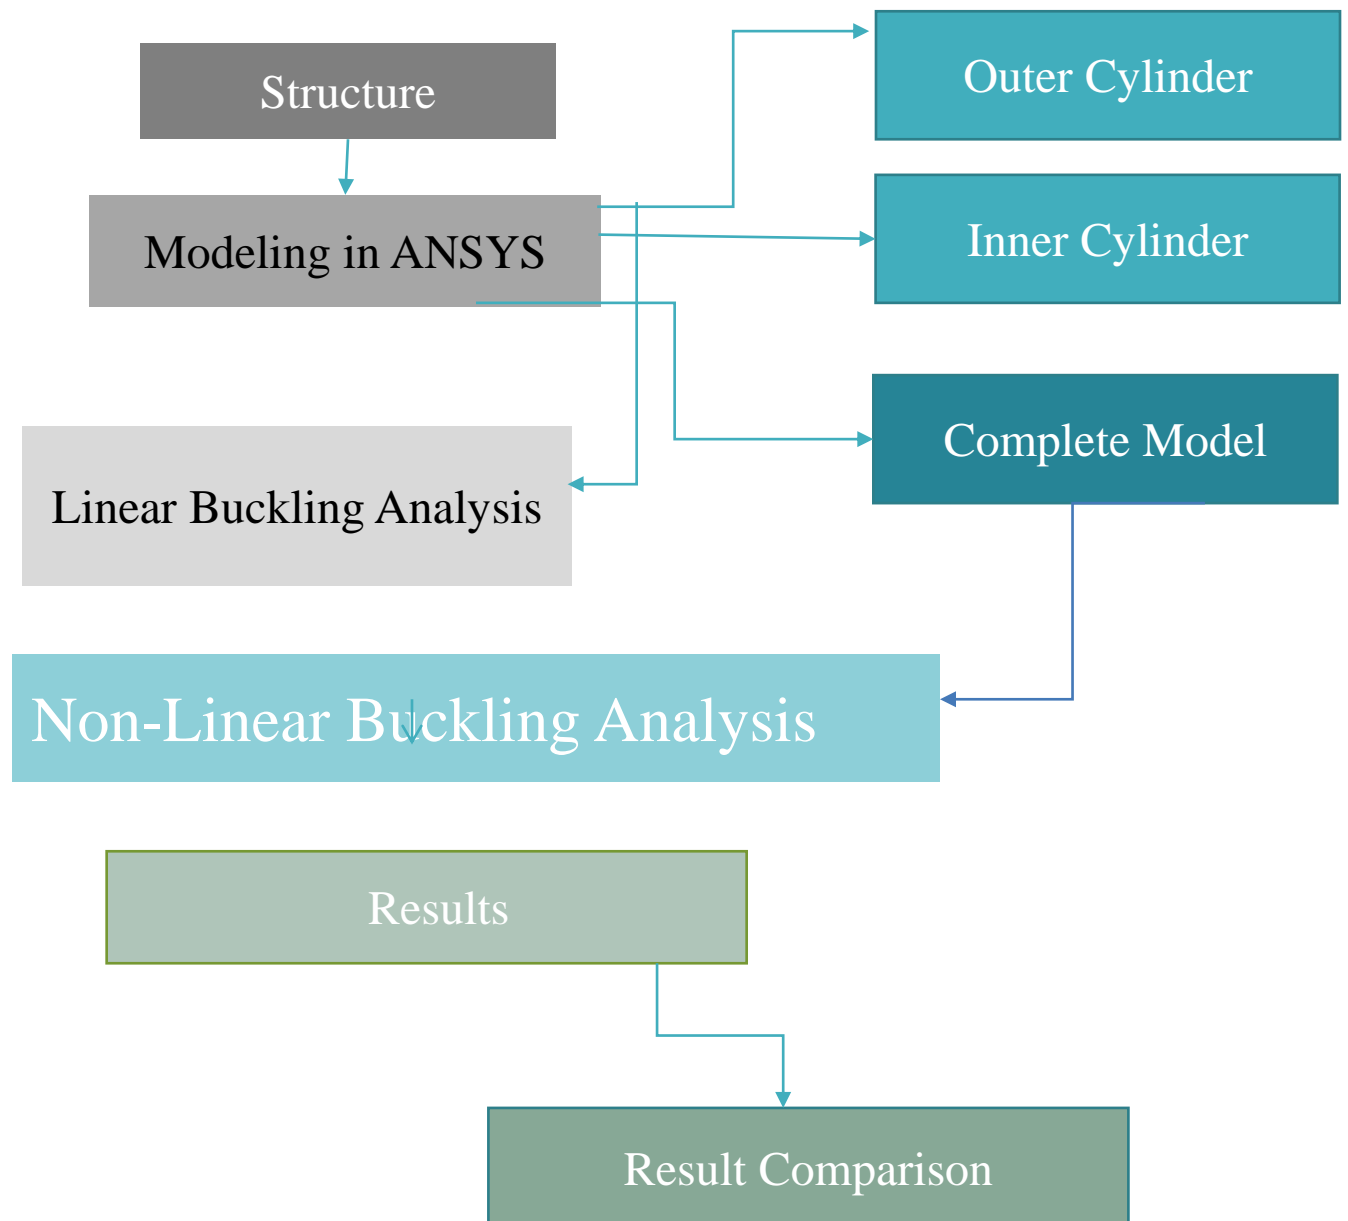 Structure
Outer Cylinder
Modeling in ANSYS
Inner Cylinder
Complete Model
Linear Buckling Analysis
Non-Linear Buckling Analysis
Results
Result Comparison